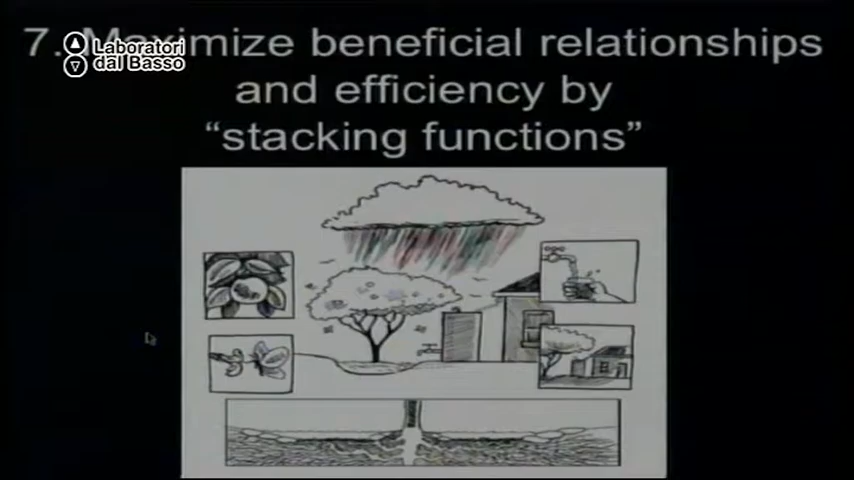 7. Maximize beneficial relationships
and efficiency by
“stacking functions”
Laboratori
dal Basso